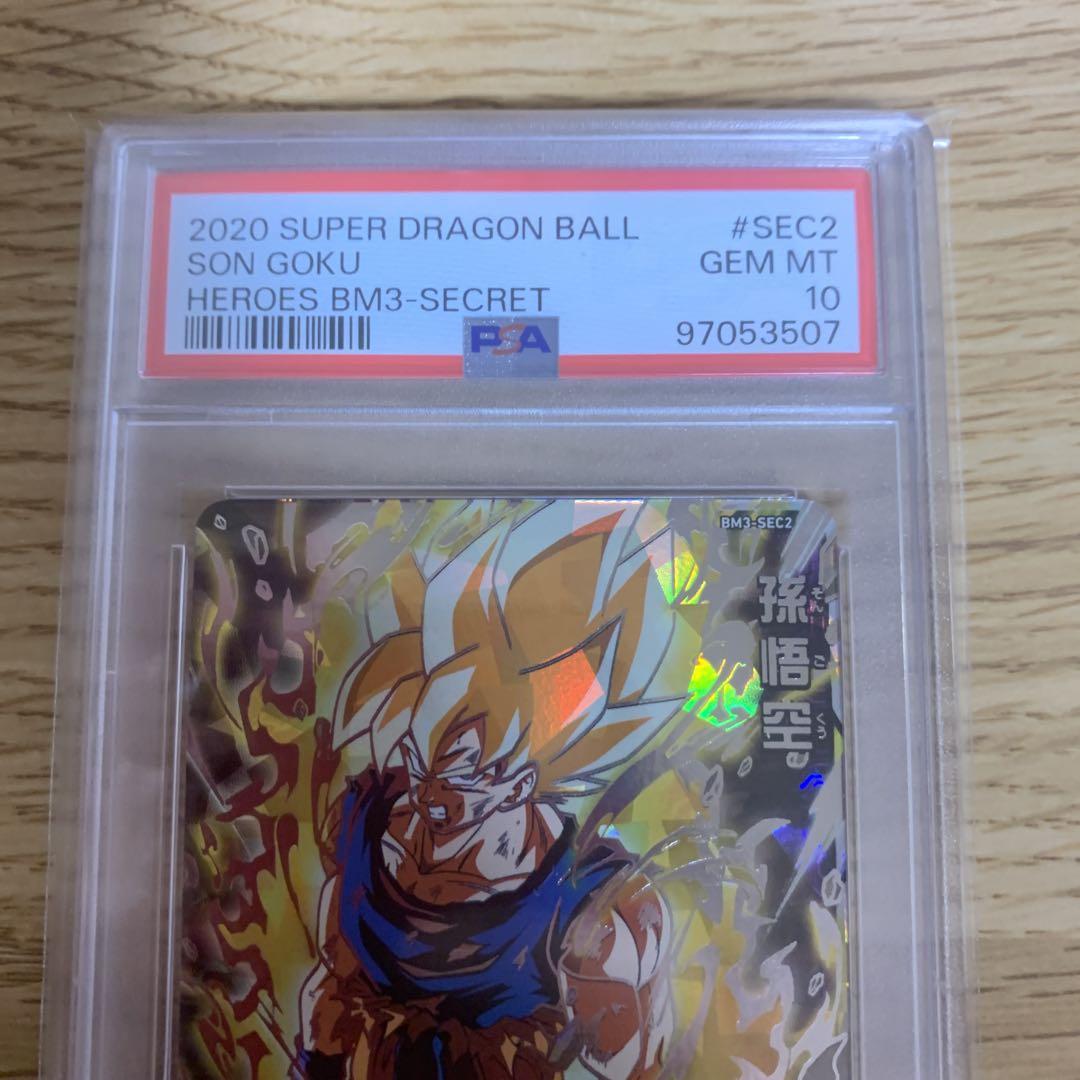 2020 SUPER DRAGON BALL #SEC2
SON GOKU GEM MT
HEROES BM3-SECRET 10
PSA 97053507
BM3-SEC2
孫悟空
そん ご くう